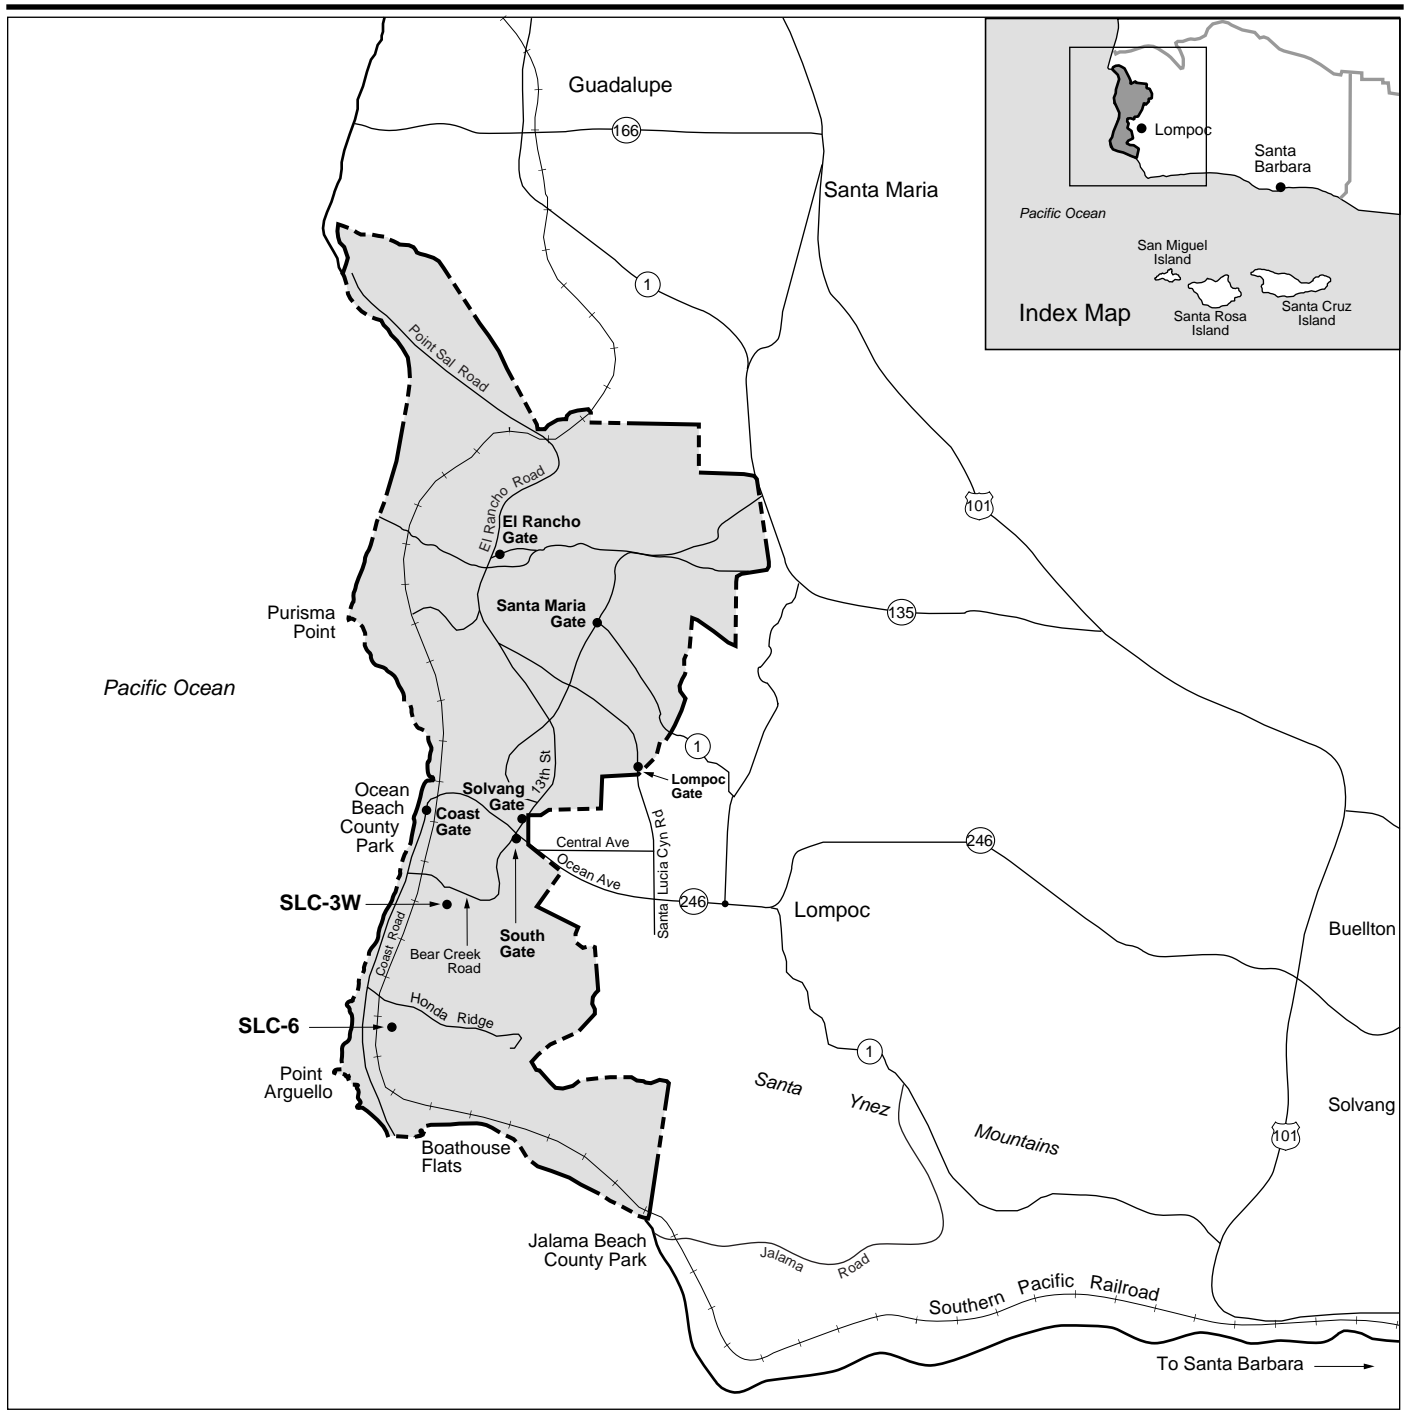 Guadalupe
166
Santa Maria
1
Point Sal Road
El Rancho Road
El Rancho
Gate
101
Santa Maria
Gate
135
Purisma
Point
Pacific Ocean
1
13th St
Lompoc
Gate
Solvang
Gate
Ocean
Beach
County
Park
Coast
Gate
Central Ave
Ocean Ave
Santa Lucia Cyn Rd
246
246
Lompoc
SLC-3W
South
Gate
Bear Creek
Road
Coast Road
Buellton
Honda Ridge
SLC-6
1
Point
Arguello
Santa Ynez Mountains
Solvang
101
Boathouse
Flats
Jalama Beach
County Park
Jalama Road
Southern Pacific Railroad
To Santa Barbara
Lompoc
Santa
Barbara
Pacific Ocean
San Miguel
Island
Santa Rosa
Island
Santa Cruz
Island
Index Map